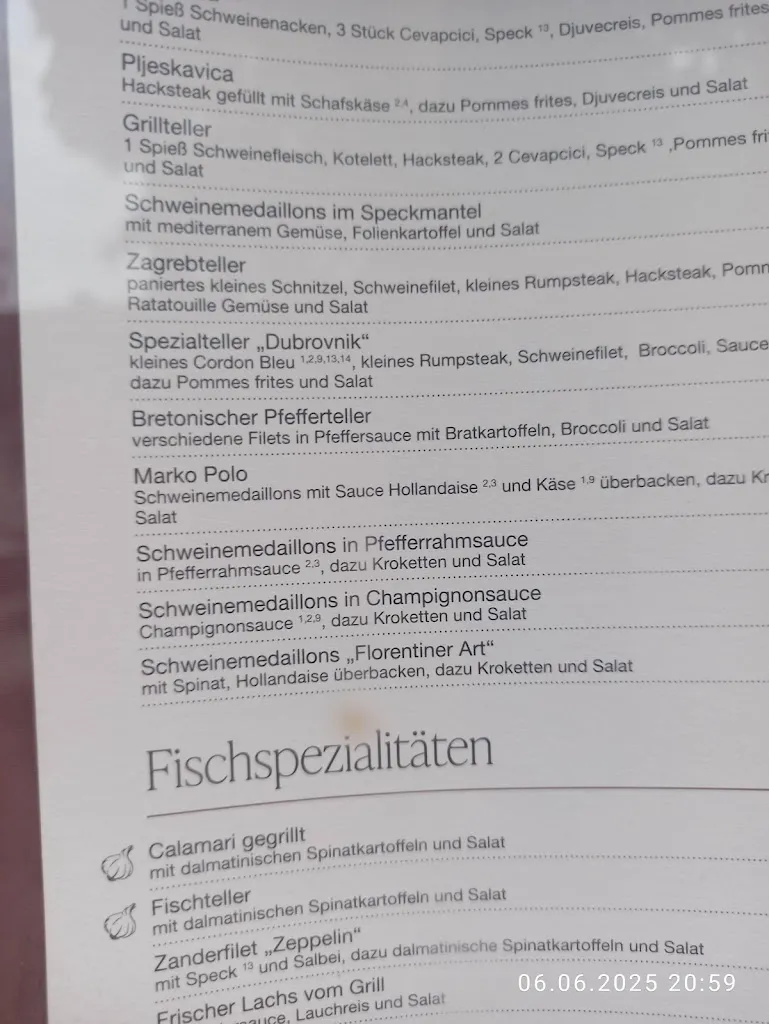 1 Spieß Schweinenacken, 3 Stück Cevapcici, Speck 13, Djuvecreis, Pommes frites
und Salat
Pljeskavica
Hacksteak gefüllt mit Schafskäse 2,4, dazu Pommes frites, Djuvecreis und Salat
Grillteller
1 Spieß Schweinefleisch, Kotelett, Hacksteak, 2 Cevapcici, Speck 13 ,Pommes fri
und Salat
Schweinemedaillons im Speckmantel
mit mediterranem Gemüse, Folienkartoffel und Salat
Zagrebteller
paniertes kleines Schnitzel, Schweinefilet, kleines Rumpsteak, Hacksteak, Pomm
Ratatouille Gemüse und Salat
Spezialteller „Dubrovnik“
kleines Cordon Bleu 1,2,9,13,14, kleines Rumpsteak, Schweinefilet, Broccoli, Sauce
dazu Pommes frites und Salat
Bretonischer Pfefferteller
verschiedene Filets in Pfeffersauce mit Bratkartoffeln, Broccoli und Salat
Marko Polo
Schweinemedaillons mit Sauce Hollandaise 2,3 und Käse 1,9 überbacken, dazu Kr
Salat
Schweinemedaillons in Pfefferrahmsauce
in Pfefferrahmsauce 2,3, dazu Kroketten und Salat
Schweinemedaillons in Champignonsauce
Champignonsauce 1,2,9, dazu Kroketten und Salat
Schweinemedaillons „Florentiner Art“
mit Spinat, Hollandaise überbacken, dazu Kroketten und Salat
Fischspezialitäten
Calamari gegrillt
mit dalmatinischen Spinatkartoffeln und Salat
Fischteller
mit dalmatinischen Spinatkartoffeln und Salat
Zanderfilet „Zeppelin“
mit Speck 13 und Salbei, dazu dalmatinische Spinatkartoffeln und Salat
Frischer Lachs vom Grill
sauce, Lauchreis und Salat
06.06.2025 20:59